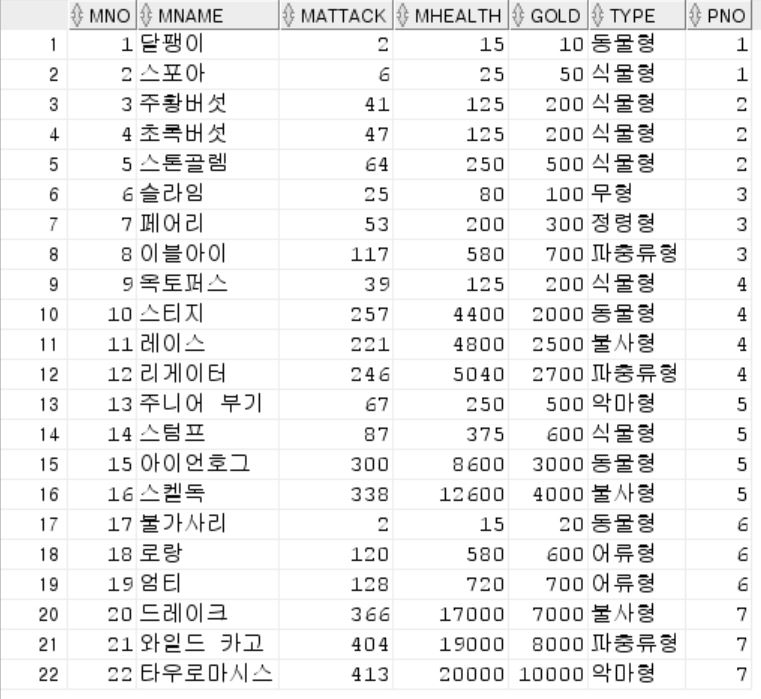 MNO MNAME MATTACK MHEALTH GOLD TYPE PNO
1 1 달팽이 2 15 10 동물형 1
2 2 스포아 6 25 50 식물형 1
3 3 주황버섯 41 125 200 식물형 2
4 4 초록버섯 47 125 200 식물형 2
5 5 스톤골렘 64 250 500 식물형 2
6 6 슬라임 25 80 100 무형 3
7 7 페어리 53 200 300 정령형 3
8 8 이블아이 117 580 700 파충류형 3
9 9 옥토퍼스 39 125 200 식물형 4
10 10 스티지 257 4400 2000 동물형 4
11 11 레이스 221 4800 2500 불사형 4
12 12 리게이터 246 5040 2700 파충류형 4
13 13 주니어 부기 67 250 500 악마형 5
14 14 스텀프 87 375 600 식물형 5
15 15 아이언호그 300 8600 3000 동물형 5
16 16 스켈독 338 12600 4000 불사형 5
17 17 불가사리 2 15 20 동물형 6
18 18 로랑 120 580 600 어류형 6
19 19 엄티 128 720 700 어류형 6
20 20 드레이크 366 17000 7000 불사형 7
21 21 와일드 카고 404 19000 8000 파충류형 7
22 22 타우로마시스 413 20000 10000 악마형 7